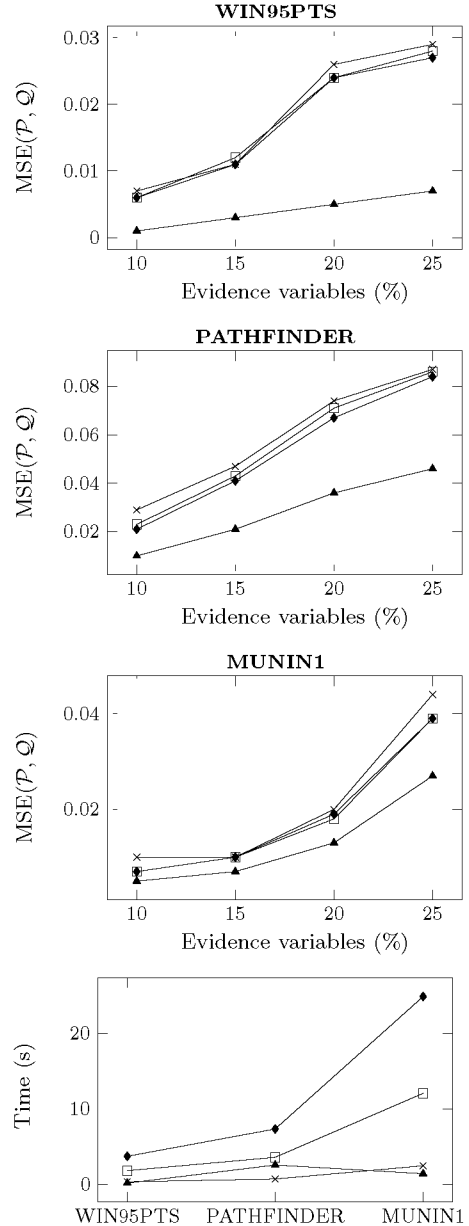 WIN95PTS
0.03
0.02
0.01
0
MSE(𝒫, 𝒬)
10 15 20 25
Evidence variables (%)
PATHFINDER
0.08
0.06
0.04
0.02
MSE(𝒫, 𝒬)
10 15 20 25
Evidence variables (%)
MUNIN1
0.04
0.02
MSE(𝒫, 𝒬)
10 15 20 25
Evidence variables (%)
20
10
0
Time (s)
WIN95PTS PATHFINDER MUNIN1